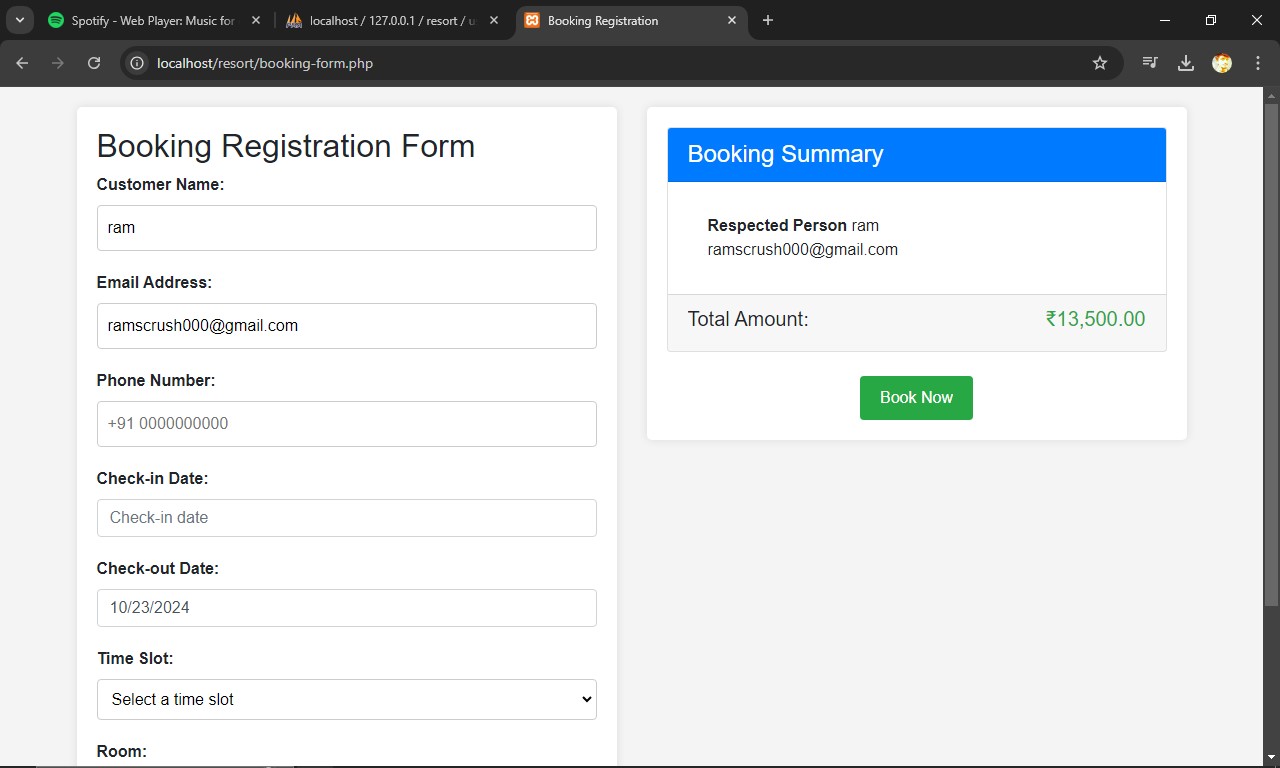 Spotify - Web Player: Music for
localhost / 127.0.0.1 / resort / u
Booking Registration
localhost/resort/booking-form.php
Booking Registration Form
Customer Name:
ram
Email Address:
ramscrush000@gmail.com
Phone Number:
+91 0000000000
Check-in Date:
Check-in date
Check-out Date:
10/23/2024
Time Slot:
Select a time slot
Room:
Booking Summary
Respected Person ram
ramscrush000@gmail.com
Total Amount: ₹13,500.00
Book Now